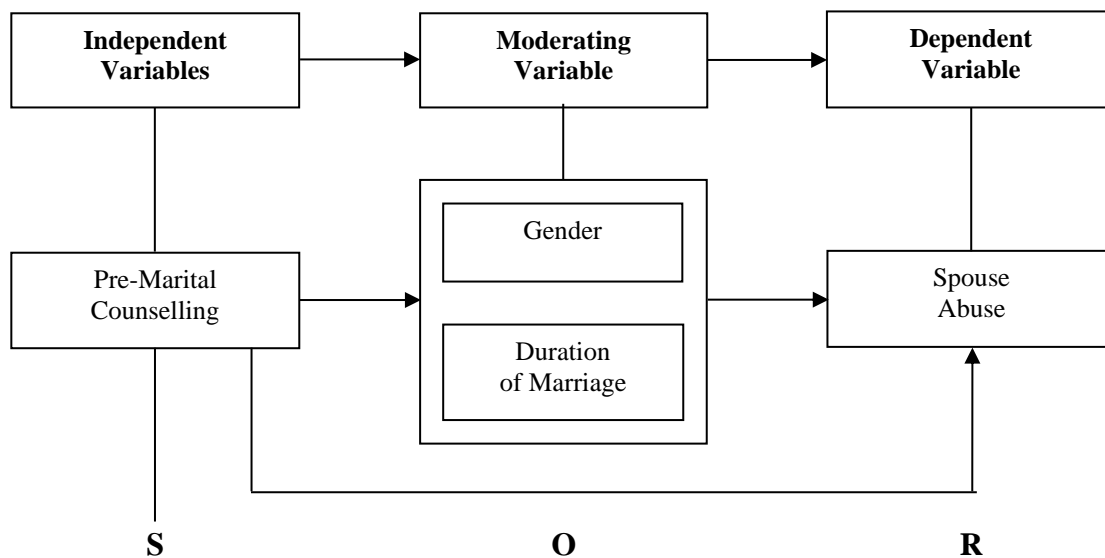 Independent
Variables
Moderating
Variable
Dependent
Variable
Gender
Pre-Marital
Counselling
Spouse
Abuse
Duration
of Marriage
S O R